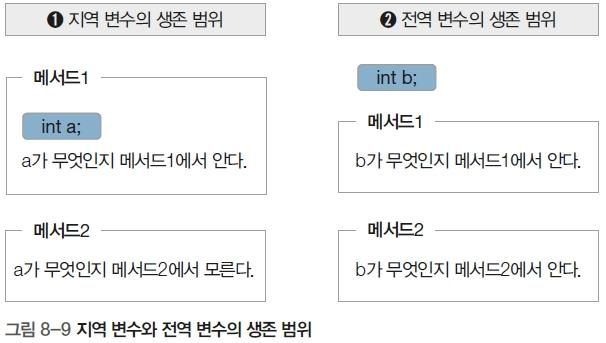 ❶ 지역 변수의 생존 범위
메서드1
int a;
a가 무엇인지 메서드1에서 안다.
메서드2
a가 무엇인지 메서드2에서 모른다.
❷ 전역 변수의 생존 범위
int b;
메서드1
b가 무엇인지 메서드1에서 안다.
메서드2
b가 무엇인지 메서드2에서 안다.
그림 8-9 지역 변수와 전역 변수의 생존 범위